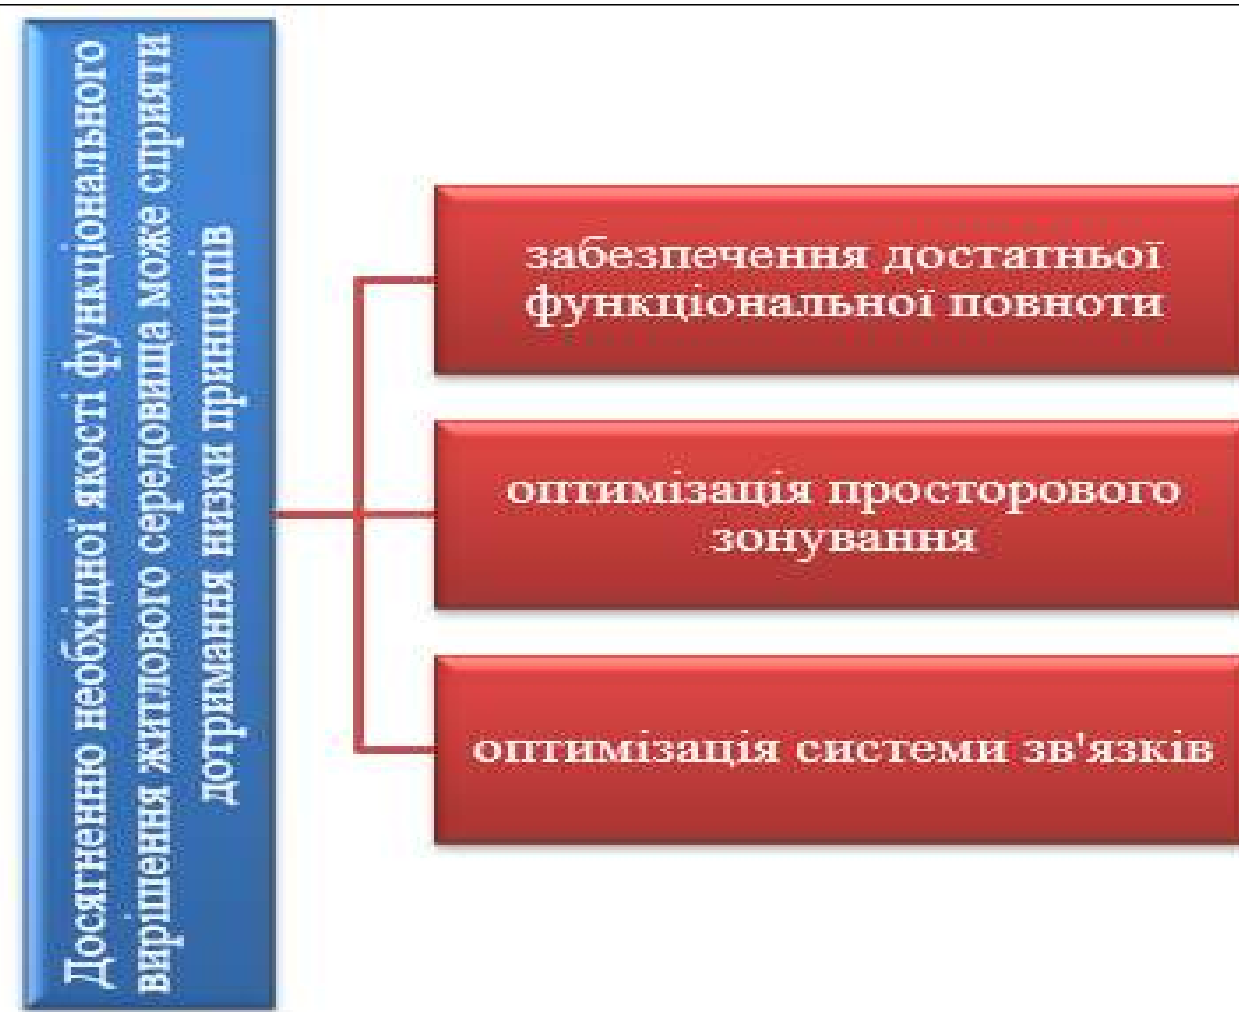 Досягненню необхідної якості функціонального
вирішення житлового середовища може сприяти
дотримання низки принципів
забезпечення достатньої
функціональної повноти
оптимізація просторового
зонування
оптимізація системи зв'язків